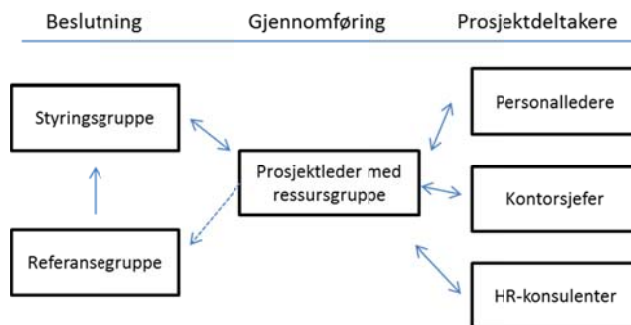 Beslutning
Gjennomføring
Prosjektdeltakere
Styringsgruppe
Referansegruppe
Prosjektleder med
ressursgruppe
Personalledere
Kontorsjefer
HR-konsulenter